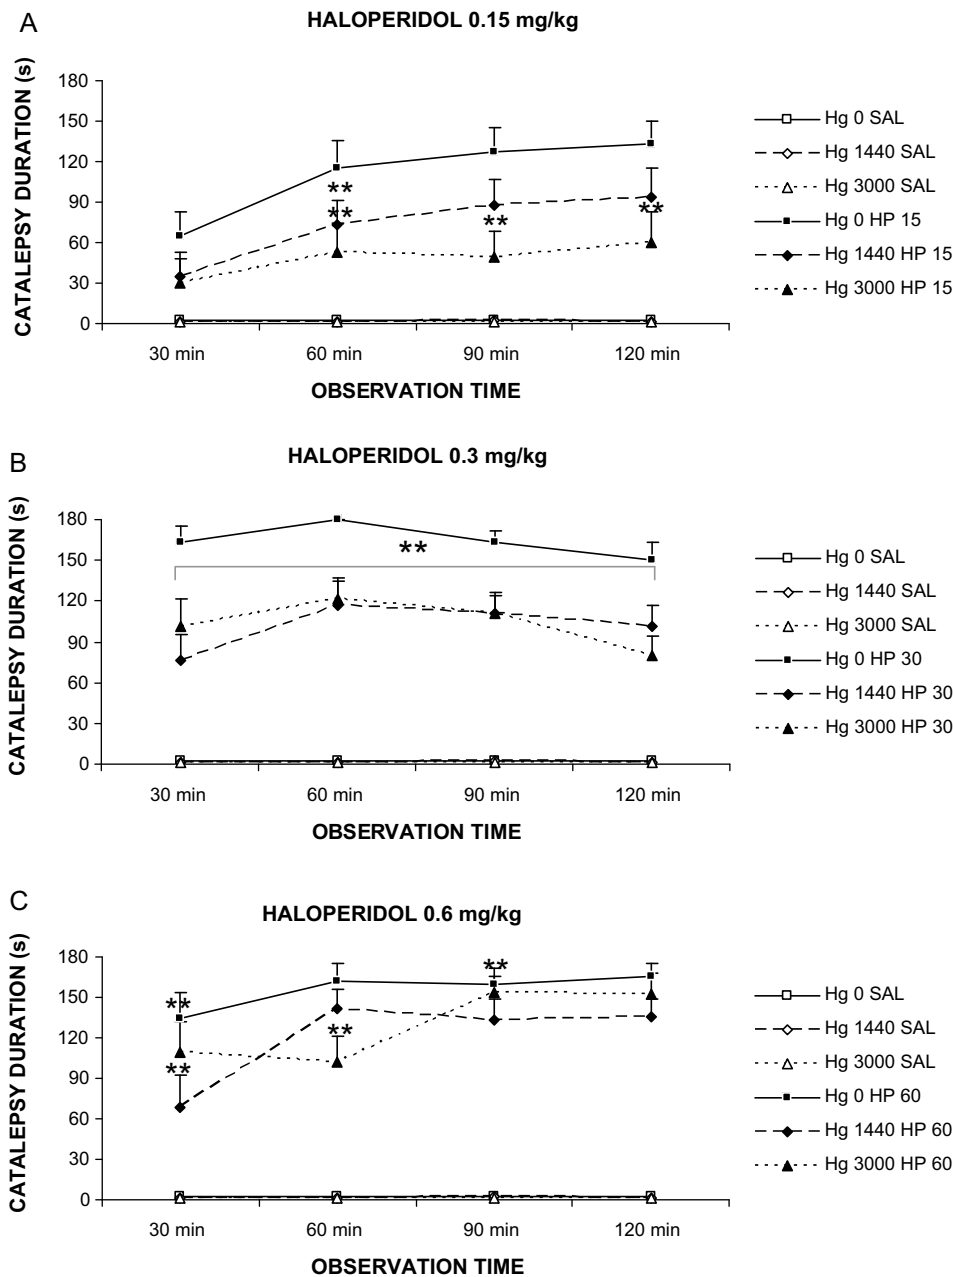 A
HALOPERIDOL 0.15 mg/kg
CATALEPSY DURATION (s)
180
150
120
90
60
30
0
**
**
**
**
30 min 60 min 90 min 120 min
OBSERVATION TIME
Hg 0 SAL
Hg 1440 SAL
Hg 3000 SAL
Hg 0 HP 15
Hg 1440 HP 15
Hg 3000 HP 15
B
HALOPERIDOL 0.3 mg/kg
CATALEPSY DURATION (s)
180
150
120
90
60
30
0
**
30 min 60 min 90 min 120 min
OBSERVATION TIME
Hg 0 SAL
Hg 1440 SAL
Hg 3000 SAL
Hg 0 HP 30
Hg 1440 HP 30
Hg 3000 HP 30
C
HALOPERIDOL 0.6 mg/kg
CATALEPSY DURATION (s)
180
150
120
90
60
30
0
**
**
**
**
30 min 60 min 90 min 120 min
OBSERVATION TIME
Hg 0 SAL
Hg 1440 SAL
Hg 3000 SAL
Hg 0 HP 60
Hg 1440 HP 60
Hg 3000 HP 60